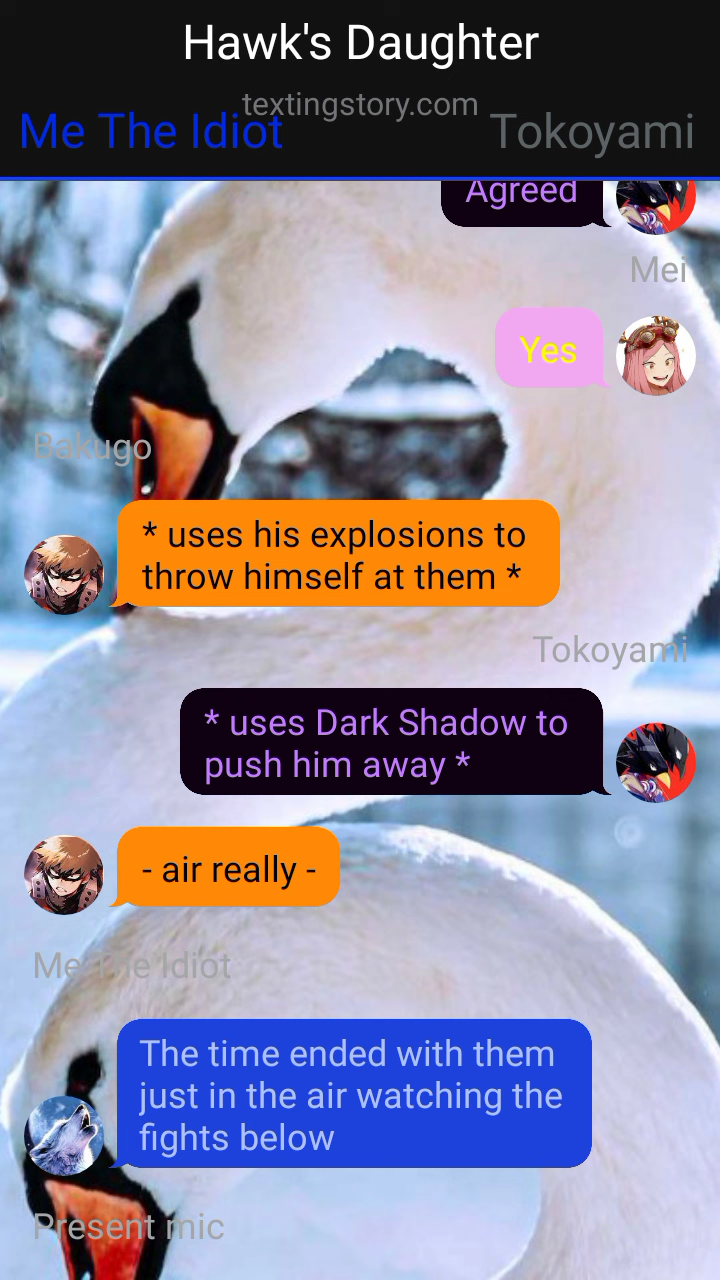 Hawk's Daughter
textingstory.com
Me The Idiot
Tokoyami
Agreed
Mei
Yes
Bakugo
* uses his explosions to
throw himself at them *
Tokoyami
* uses Dark Shadow to
push him away *
- air really -
Me The Idiot
The time ended with them
just in the air watching the
fights below
Present mic